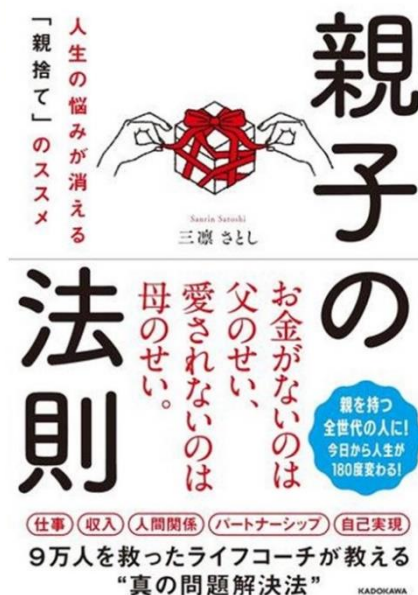 親子の
法則
人生の悩みが消える
「親捨て」のススメ
Sanrin Satoshi
三凛 さとし
お金がないのは
父のせい、
愛されないのは
母のせい。
親を持つ
全世代の人に!
今日から人生が
180度変わる!
仕事 収入 人間関係 パートナーシップ 自己実現
9万人を救ったライフコーチが教える
“真の問題解決法”
KADOKAWA